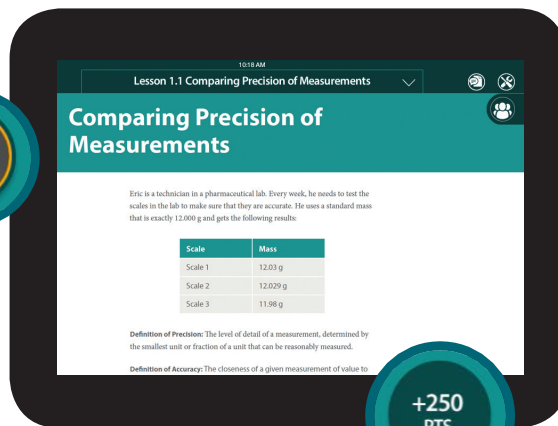 10:18 AM
Lesson 1.1 Comparing Precision of Measurements
Comparing Precision of
Measurements
Eric is a technician in a pharmaceutical lab. Every week, he needs to test the
scales in the lab to make sure that they are accurate. He uses a standard mass
that is exactly 12.000 g and gets the following results:
Scale Mass
Scale 1 12.03 g
Scale 2 12.029 g
Scale 3 11.98 g
Definition of Precision: The level of detail of a measurement, determined by
the smallest unit or fraction of a unit that can be reasonably measured.
Definition of Accuracy: The closeness of a given measurement of value to
+250
PTS